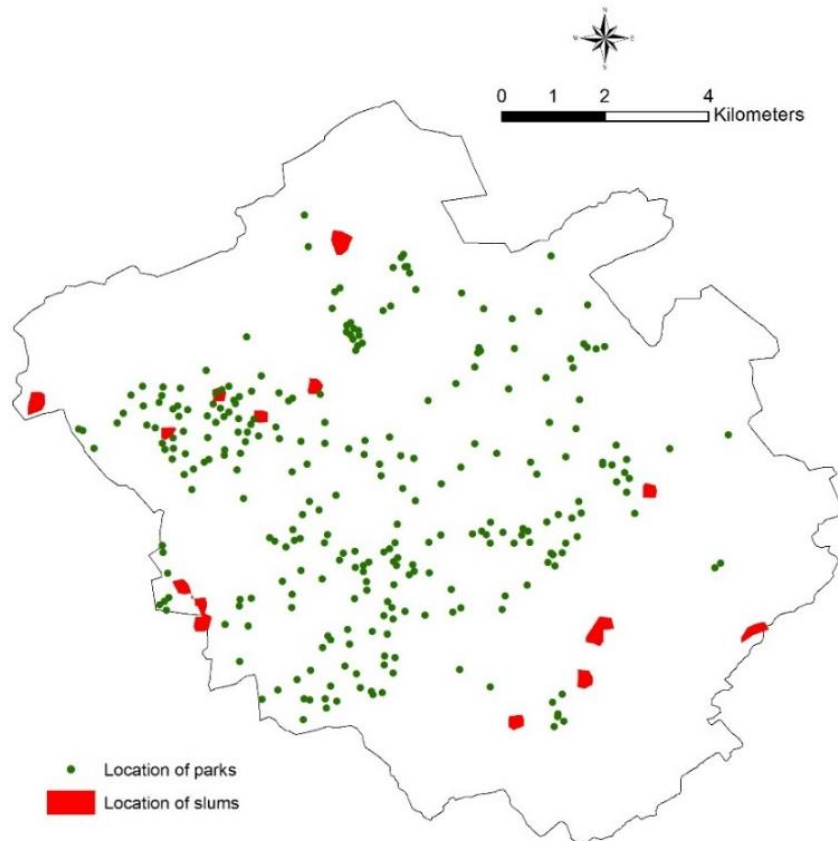 N
W E
S
0 1 2 4
Kilometers
Location of parks
Location of slums